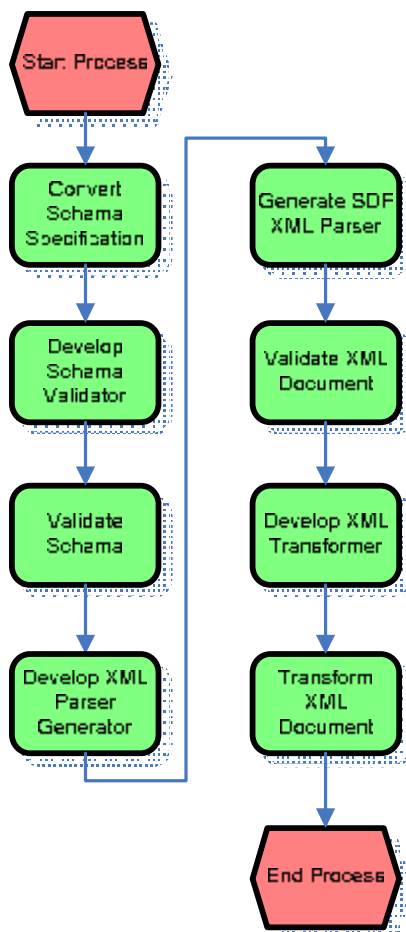 Start Process
Convert
Schema
Specification
Develop
Schema
Validator
Validate
Schema
Develop XML
Parser
Generator
Generate SDF
XML Parser
Validate XML
Document
Develop XML
Transformer
Transform
XML
Document
End Process